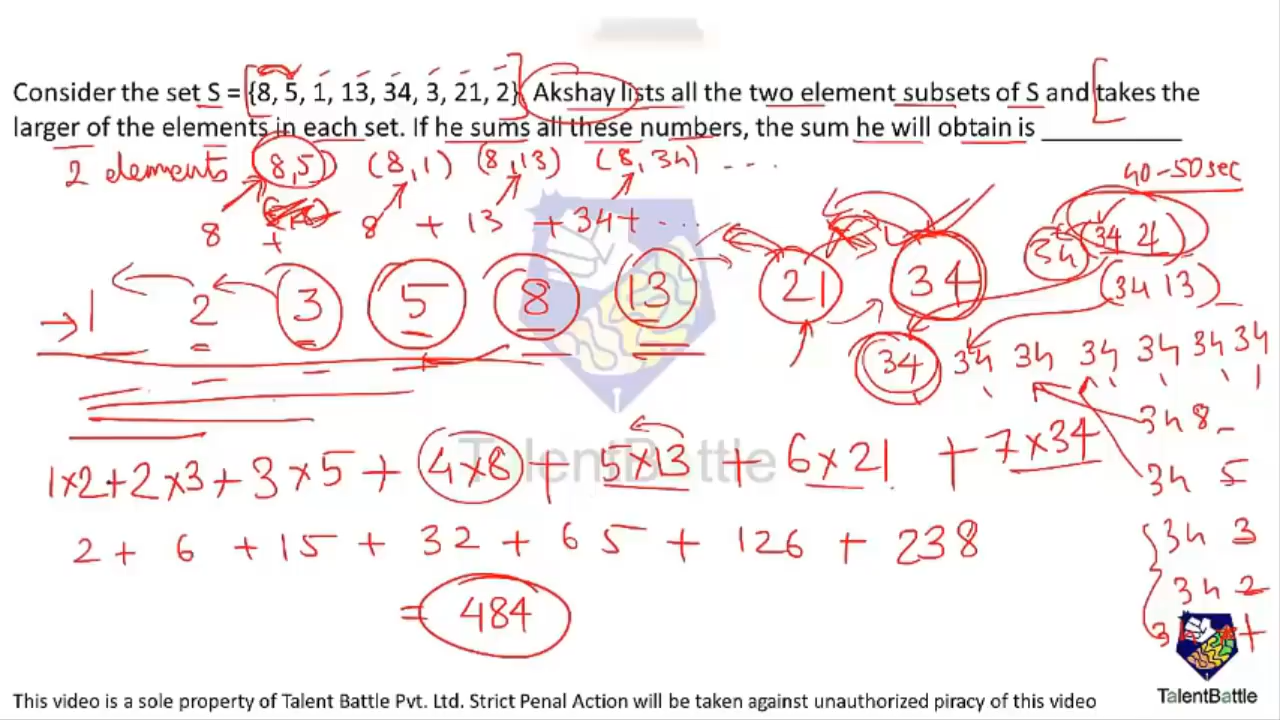 Consider the set S = {8, 5, 1, 13, 34, 3, 21, 2} Akshay lists all the two element subsets of S and takes the
larger of the elements in each set. If he sums all these numbers, the sum he will obtain is __________
2 elements (8,5) (8,1) (8,13) (8,34) ...
40-50 sec
8 + 8 + 13 + 34 + ...
34 34 21
1 2 3 5 8 13 21 34
(34 13)
34 34 34 34 34 34 34
34 8
1×2+2×3+3×5+4×8+5×13+6×21+7×34
34 5
2+6+15+32+65+126+238
34 3
34 2
= 484
TalentBattle
TalentBattle
This video is a sole property of Talent Battle Pvt. Ltd. Strict Penal Action will be taken against unauthorized piracy of this video